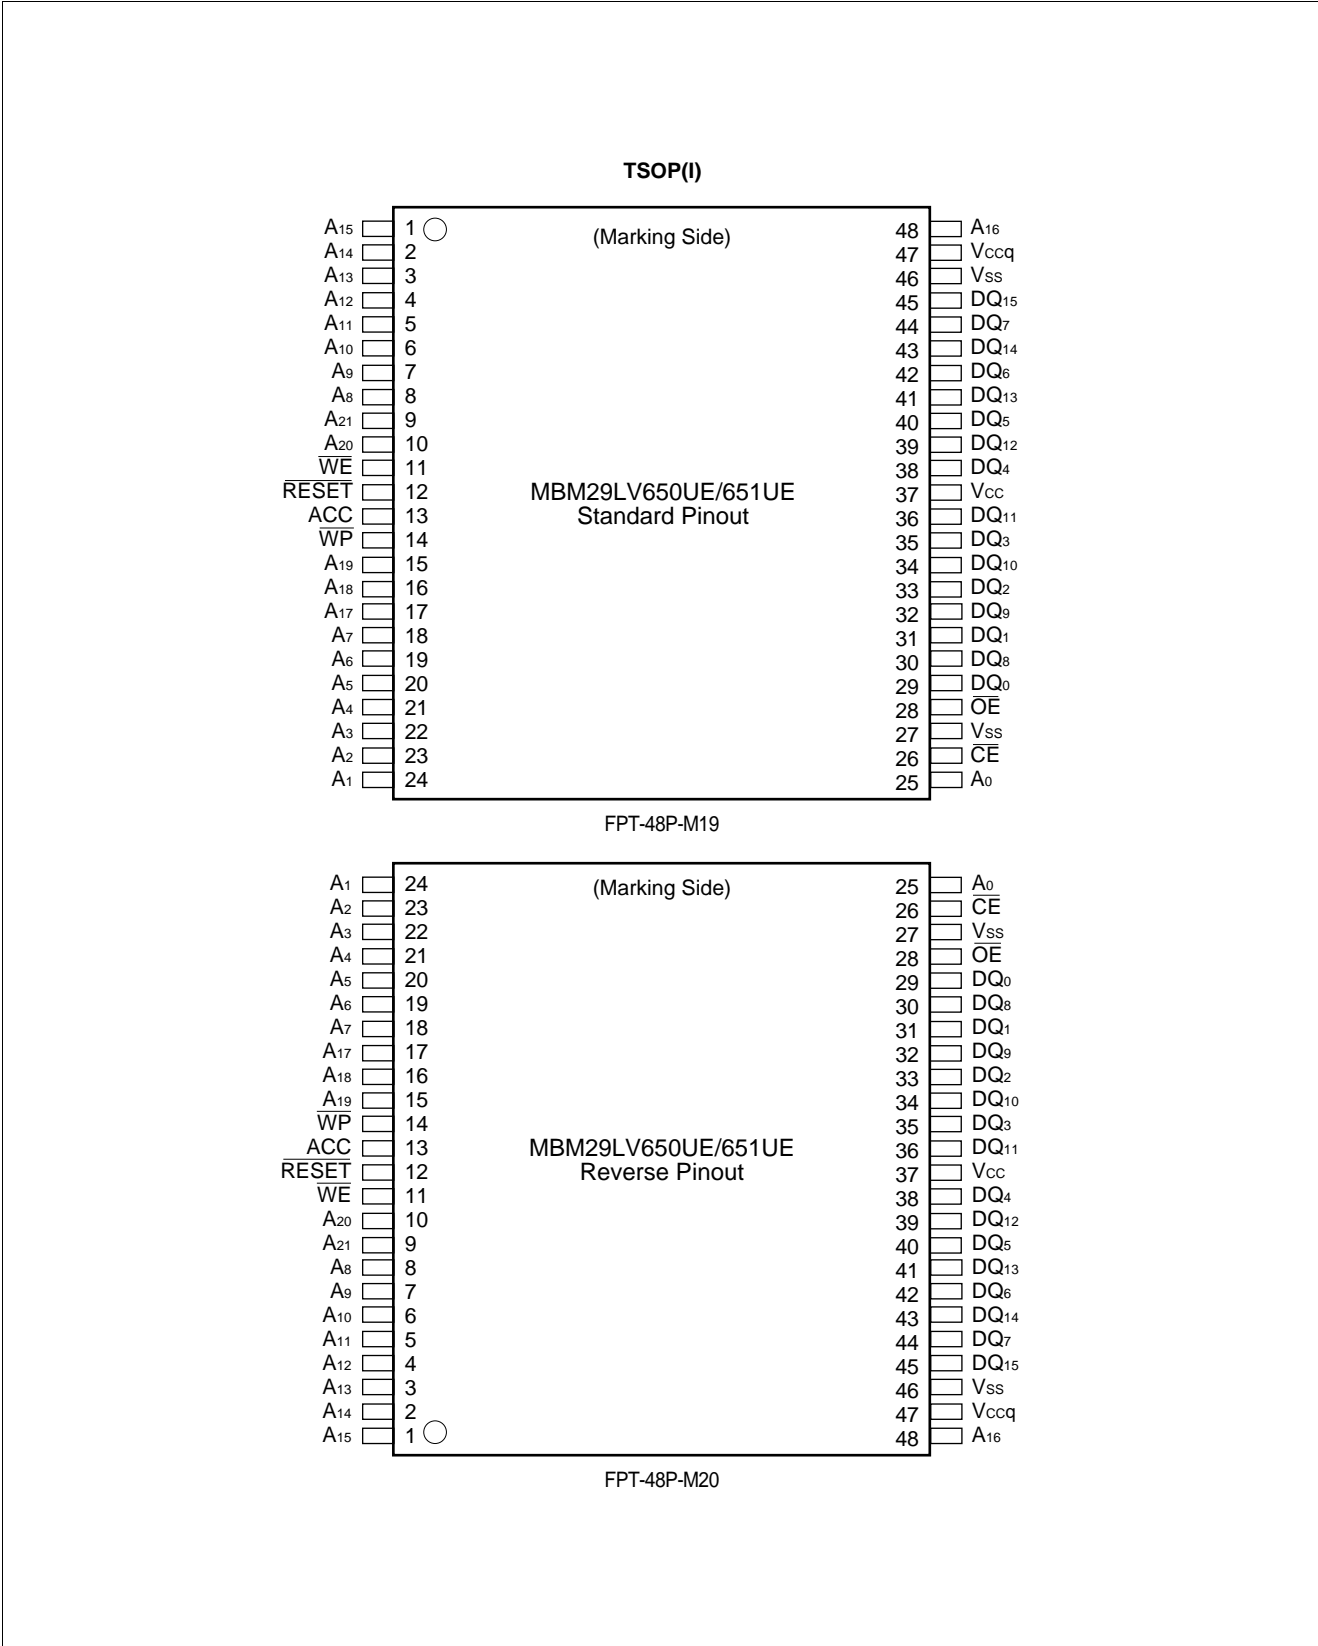 TSOP(I)
A15 1 (Marking Side) 48 A16
A14 2 47 VCCq
A13 3 46 VSS
A12 4 45 DQ15
A11 5 44 DQ7
A10 6 43 DQ14
A9 7 42 DQ6
A8 8 41 DQ13
A21 9 40 DQ5
A20 10 39 DQ12
W̅E̅ 11 38 DQ4
R̅E̅S̅E̅T̅ 12 MBM29LV650UE/651UE 37 VCC
ACC 13 Standard Pinout 36 DQ11
W̅P̅ 14 35 DQ3
A19 15 34 DQ10
A18 16 33 DQ2
A17 17 32 DQ9
A7 18 31 DQ1
A6 19 30 DQ8
A5 20 29 DQ0
A4 21 28 O̅E̅
A3 22 27 VSS
A2 23 26 C̅E̅
A1 24 25 A0
FPT-48P-M19
A1 24 (Marking Side) 25 A0
A2 23 26 C̅E̅
A3 22 27 VSS
A4 21 28 O̅E̅
A5 20 29 DQ0
A6 19 30 DQ8
A7 18 31 DQ1
A17 17 32 DQ9
A18 16 33 DQ2
A19 15 34 DQ10
W̅P̅ 14 35 DQ3
ACC 13 MBM29LV650UE/651UE 36 DQ11
R̅E̅S̅E̅T̅ 12 Reverse Pinout 37 VCC
W̅E̅ 11 38 DQ4
A20 10 39 DQ12
A21 9 40 DQ5
A8 8 41 DQ13
A9 7 42 DQ6
A10 6 43 DQ14
A11 5 44 DQ7
A12 4 45 DQ15
A13 3 46 VSS
A14 2 47 VCCq
A15 1 48 A16
FPT-48P-M20